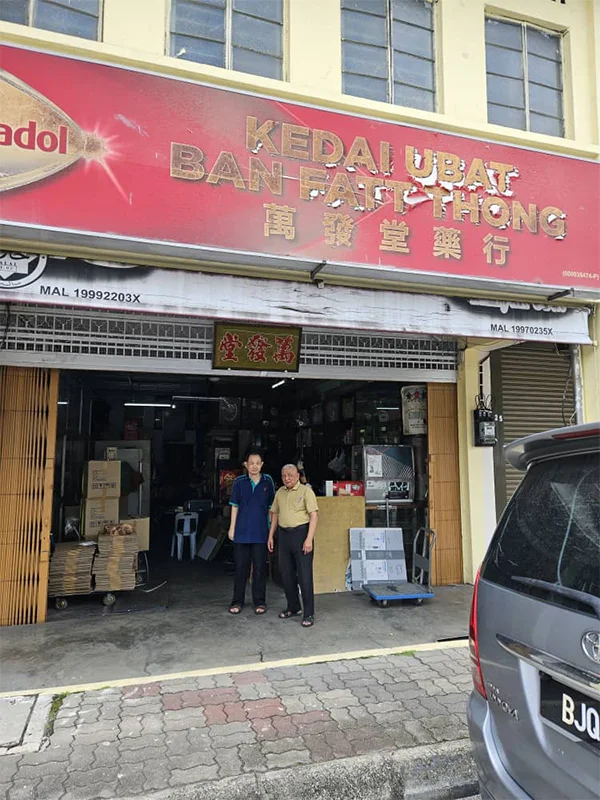 adol
KEDAI UBAT
BAN FATT THONG
萬發堂藥行
MAL 19992203X
MAL 19970235X
堂發萬
BJQ